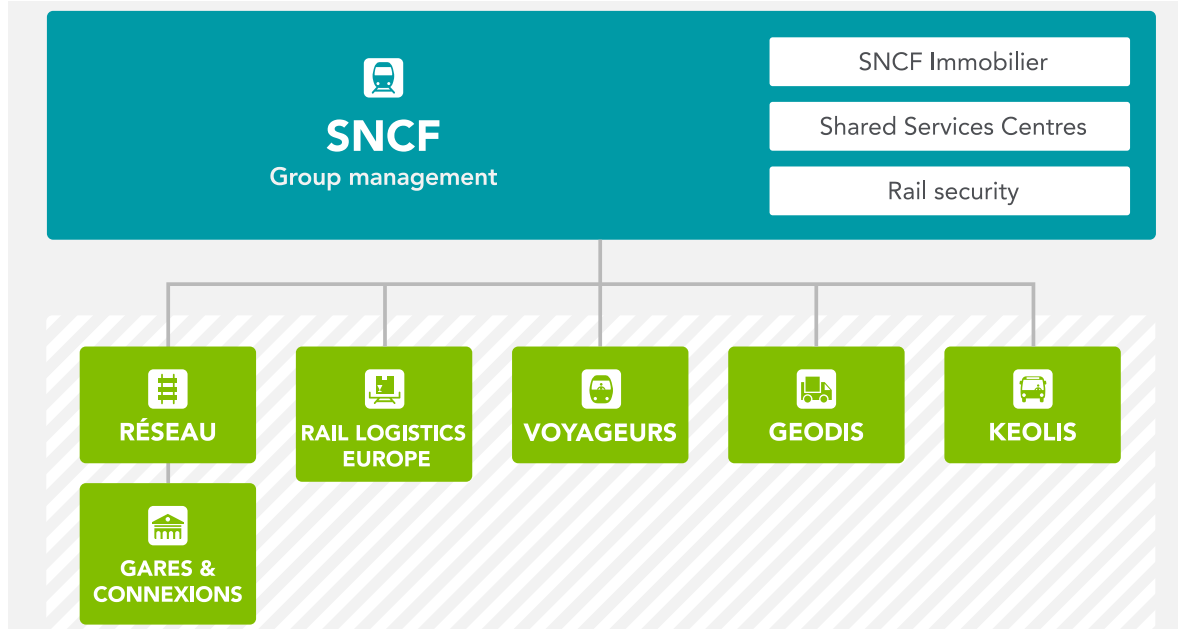 SNCF
Group management
SNCF Immobilier
Shared Services Centres
Rail security
RÉSEAU
RAIL LOGISTICS
EUROPE
VOYAGEURS
GEODIS
KEOLIS
GARES &
CONNEXIONS